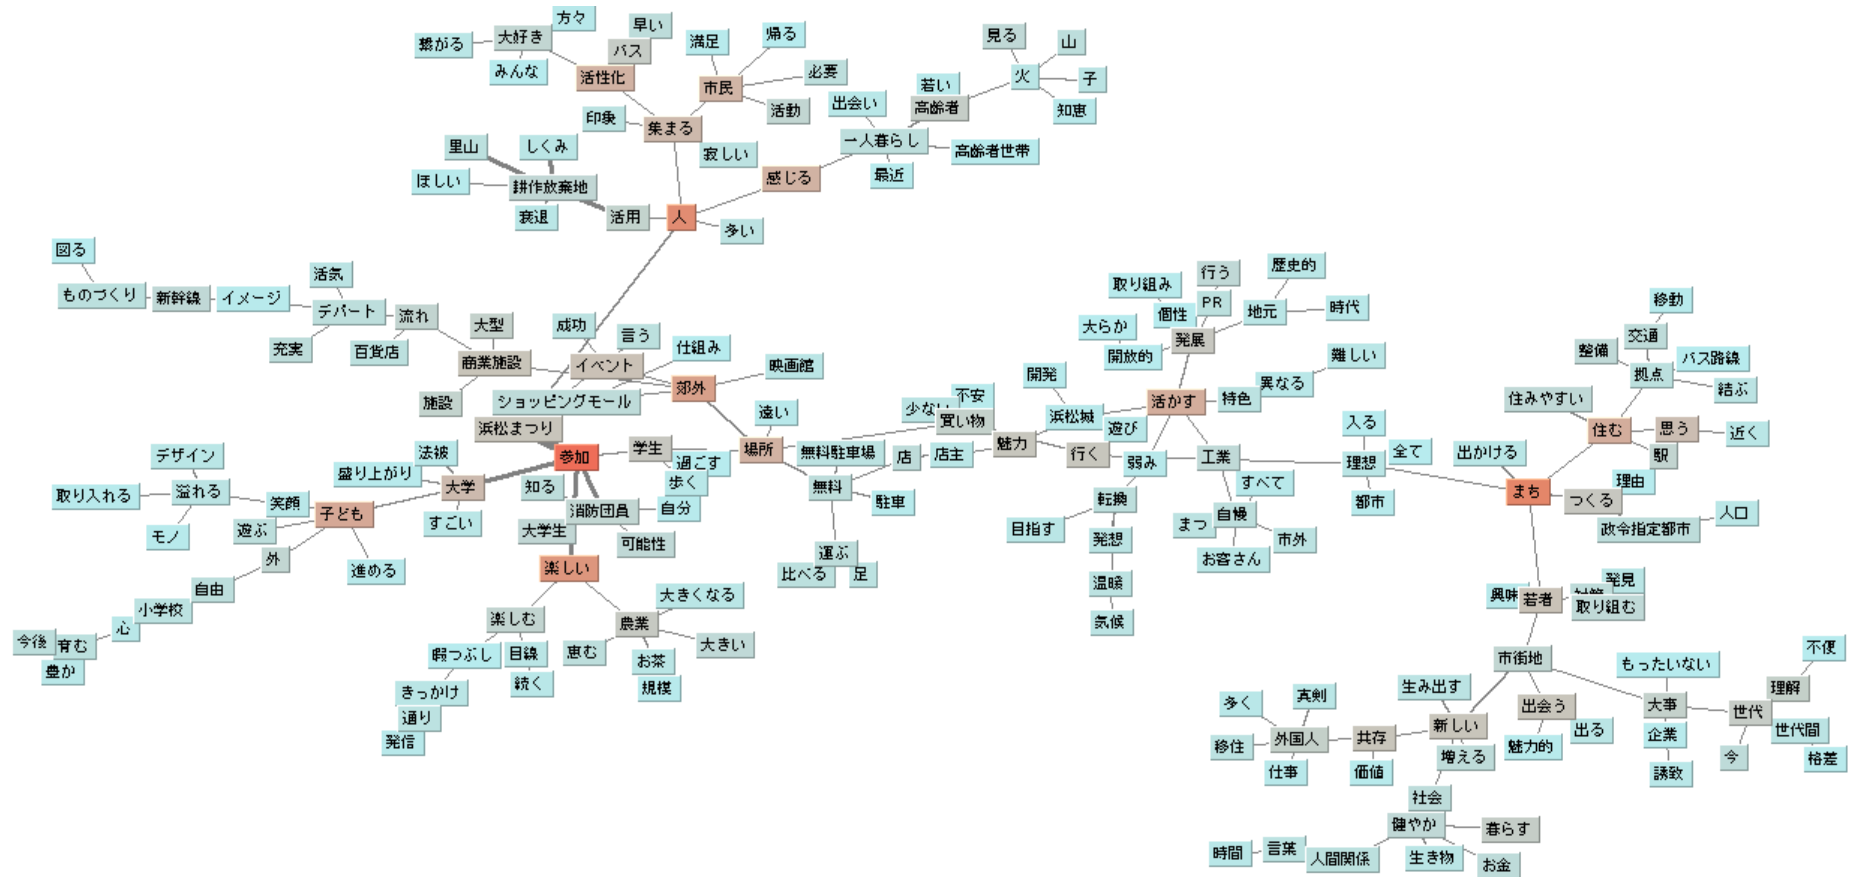 方々
早い
繋がる
大好き
バス
みんな
活性化
満足
帰る
見る
山
市民
必要
若い
火
子
印象
集まる
活動
出会い
高齢者
知恵
里山
しくみ
寂しい
一人暮らし
高齢者世帯
ほしい
耕作放棄地
感じる
最近
衰退
活用
人
多い
図る
ものづくり
新幹線
イメージ
活気
デパート
流れ
大型
充実
百貨店
商業施設
施設
成功
言う
仕組み
イベント
郊外
映画館
ショッピングモール
浜松まつり
遠い
取り組み
行う
歴史的
個性
PR
地元
時代
大らか
開放的
発展
開発
難しい
異なる
特色
活かす
浜松城
遊び
不安
買い物
魅力
行く
弱み
工業
店主
店
場所
無料駐車場
無料
駐車
運ぶ
比べる
足
転換
目指す
発想
温暖
気候
すべて
まつ
自慢
お客さん
市外
入る
理想
全て
都市
移動
整備
交通
バス路線
拠点
結ぶ
住みやすい
住む
思う
近く
出かける
駅
まち
理由
つくる
政令指定都市
人口
デザイン
法被
盛り上がり
参加
学生
過ごす
歩く
取り入れる
溢れる
大学
知る
消防団員
自分
笑顔
子ども
すごい
大学生
可能性
遊ぶ
モノ
外
進める
楽しい
自由
小学校
心
今後
育む
豊か
楽しむ
農業
大きくなる
大きい
恵む
お茶
規模
暇つぶし
目線
続く
きっかけ
通り
発信
興味
若者
発見
取り組む
市街地
もったいない
不便
理解
生み出す
出会う
大事
世代
多く
真剣
新しい
出る
世代間
移住
外国人
共存
増える
魅力的
企業
今
格差
仕事
価値
誘致
社会
健やか
暮らす
時間
言葉
人間関係
生き物
お金